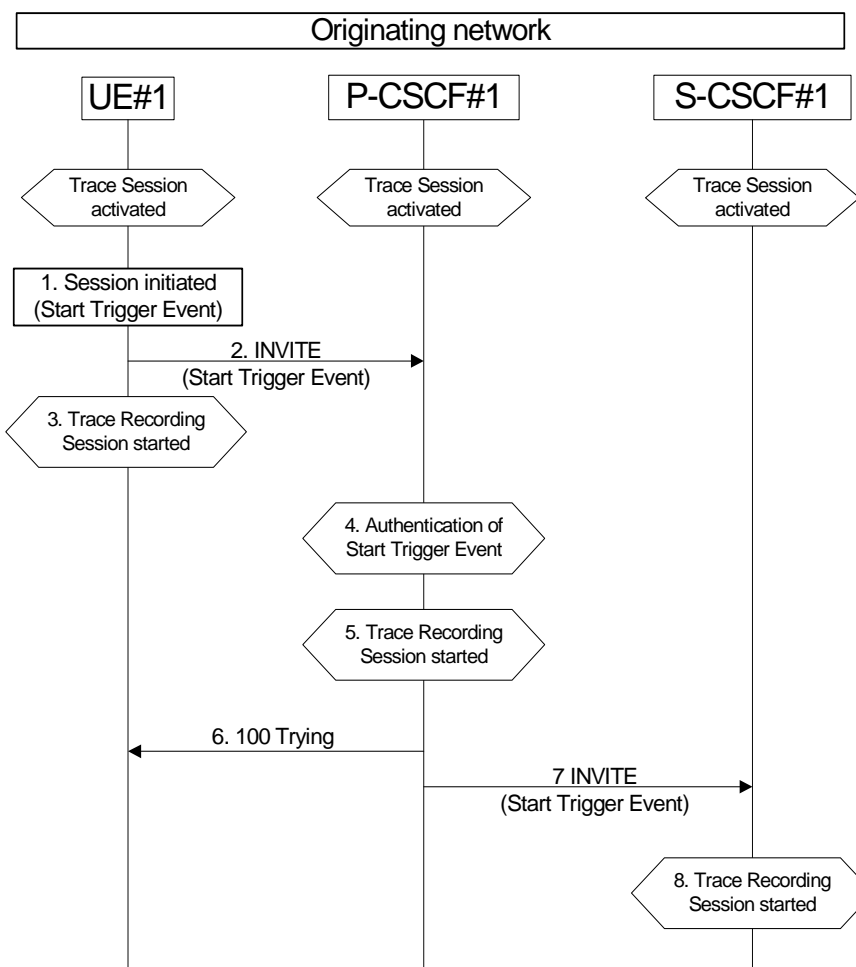 Originating network
UE#1
P-CSCF#1
S-CSCF#1
Trace Session
activated
Trace Session
activated
Trace Session
activated
1. Session initiated
(Start Trigger Event)
2. INVITE
(Start Trigger Event)
3. Trace Recording
Session started
4. Authentication of
Start Trigger Event
5. Trace Recording
Session started
6. 100 Trying
7 INVITE
(Start Trigger Event)
8. Trace Recording
Session started